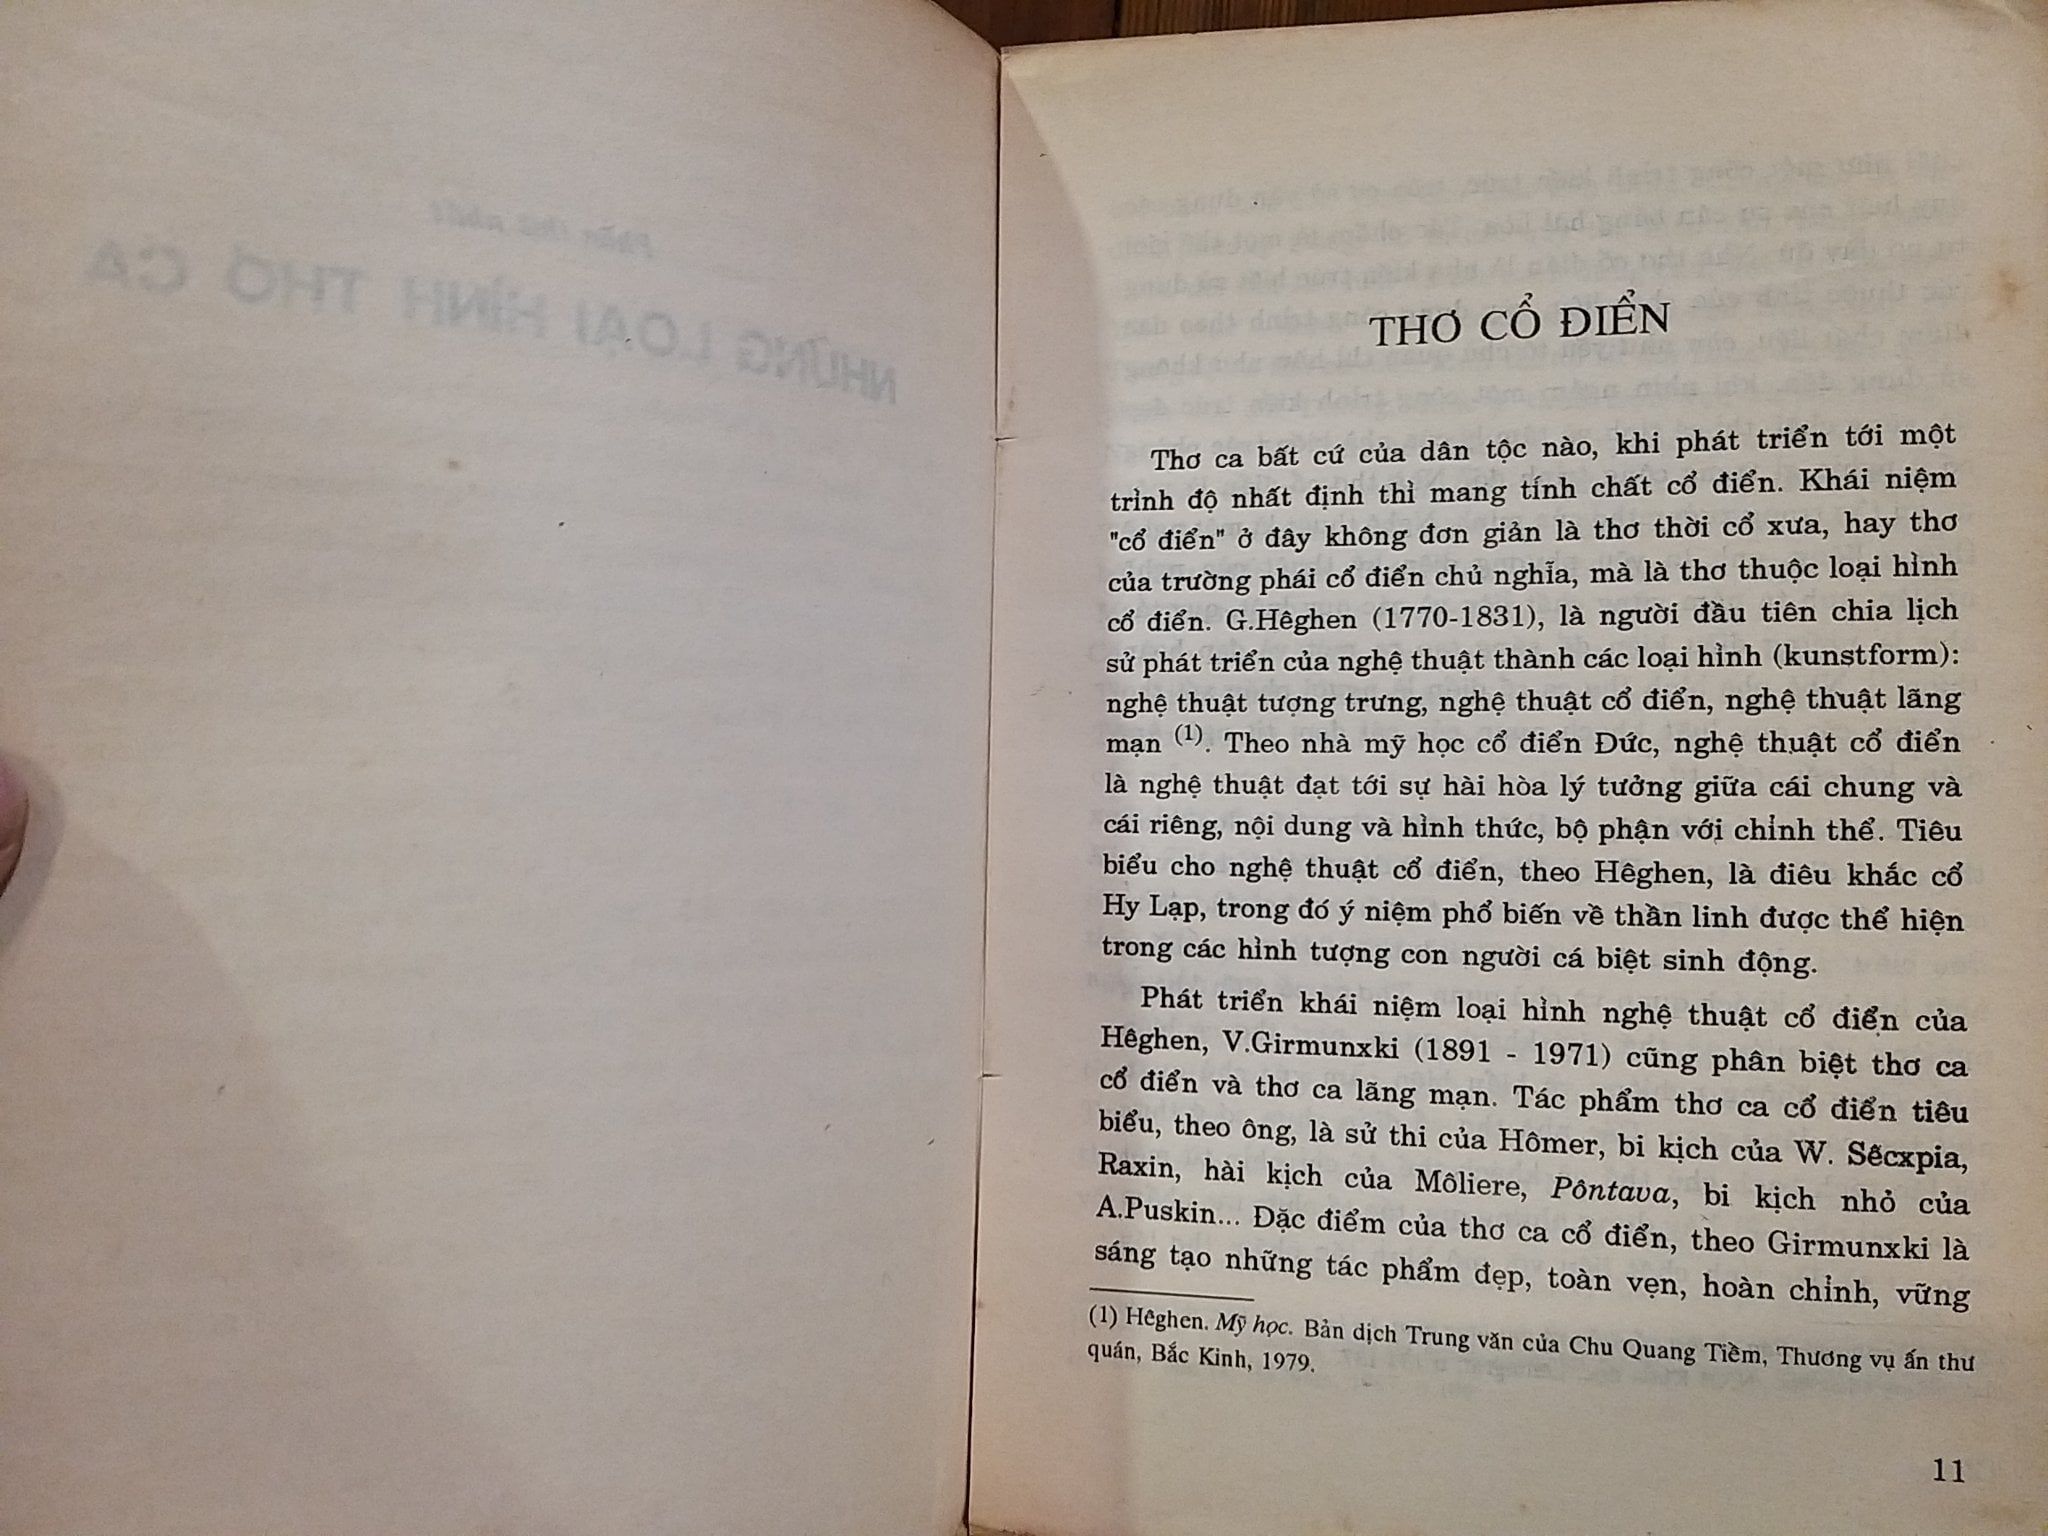 THƠ CỔ ĐIỂN
Thơ ca bất cứ của dân tộc nào, khi phát triển tới một
trình độ nhất định thì mang tính chất cổ điển. Khái niệm
"cổ điển" ở đây không đơn giản là thơ thời cổ xưa, hay thơ
của trường phái cổ điển chủ nghĩa, mà là thơ thuộc loại hình
cổ điển. G.Hêghen (1770-1831), là người đầu tiên chia lịch
sử phát triển của nghệ thuật thành các loại hình (kunstform):
nghệ thuật tượng trưng, nghệ thuật cổ điển, nghệ thuật lãng
mạn (1). Theo nhà mỹ học cổ điển Đức, nghệ thuật cổ điển
là nghệ thuật đạt tới sự hài hòa lý tưởng giữa cái chung và
cái riêng, nội dung và hình thức, bộ phận với chỉnh thể. Tiêu
biểu cho nghệ thuật cổ điển, theo Hêghen, là điêu khắc cổ
Hy Lạp, trong đó ý niệm phổ biến về thần linh được thể hiện
trong các hình tượng con người cá biệt sinh động.
Phát triển khái niệm loại hình nghệ thuật cổ điển của
Hêghen, V.Girmunxki (1891 - 1971) cũng phân biệt thơ ca
cổ điển và thơ ca lãng mạn. Tác phẩm thơ ca cổ điển tiêu
biểu, theo ông, là sử thi của Hômer, bi kịch của W. Sếcxpia,
Raxin, hài kịch của Môliere, Pôntava, bi kịch nhỏ của
A.Puskin... Đặc điểm của thơ ca cổ điển, theo Girmunxki là
sáng tạo những tác phẩm đẹp, toàn vẹn, hoàn chỉnh, vững
(1) Hêghen. Mỹ học. Bản dịch Trung văn của Chu Quang Tiềm, Thương vụ ấn thư
quán, Bắc Kinh, 1979.
11